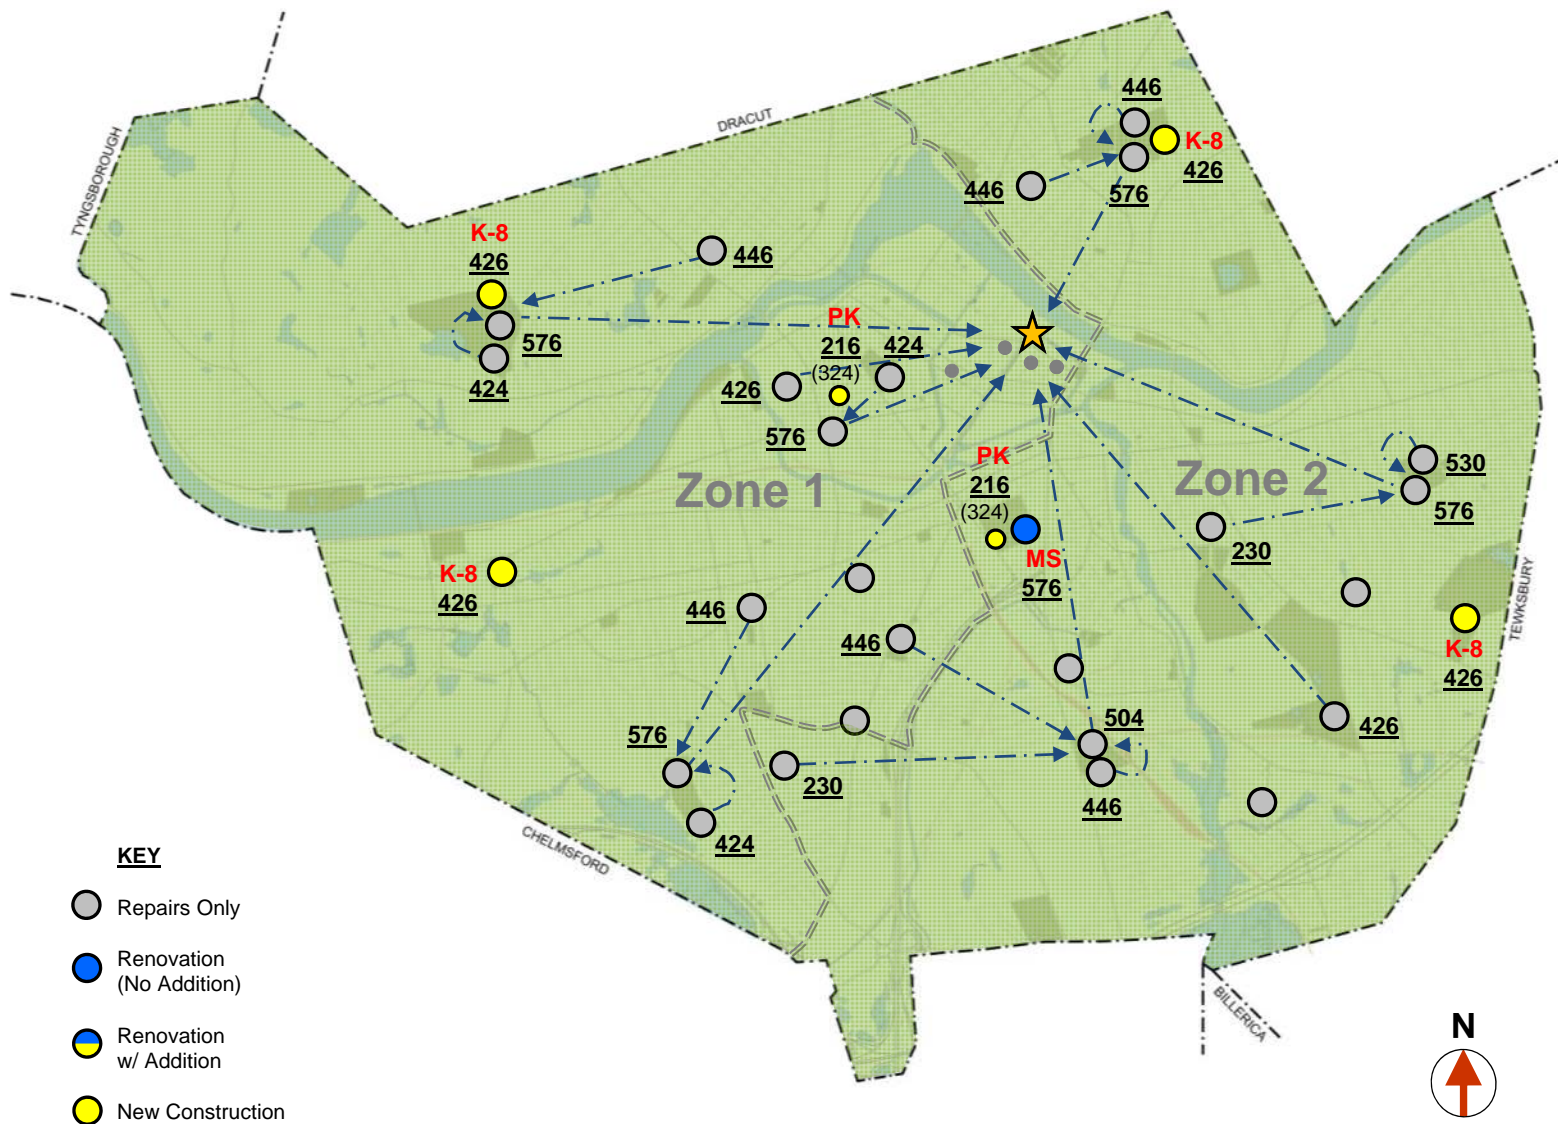 TYNGSBOROUGH
DRACUT
446
K-8
426
446
576
K-8
426
446
PK
216
(324)
424
576
424
426
576
Zone 1
PK
216
(324)
MS
576
Zone 2
530
576
230
K-8
426
446
446
TEWKSBURY
K-8
426
576
504
426
230
446
424
CHELMSFORD
BILLERICA
KEY
Repairs Only
Renovation
(No Addition)
Renovation
w/ Addition
New Construction
N